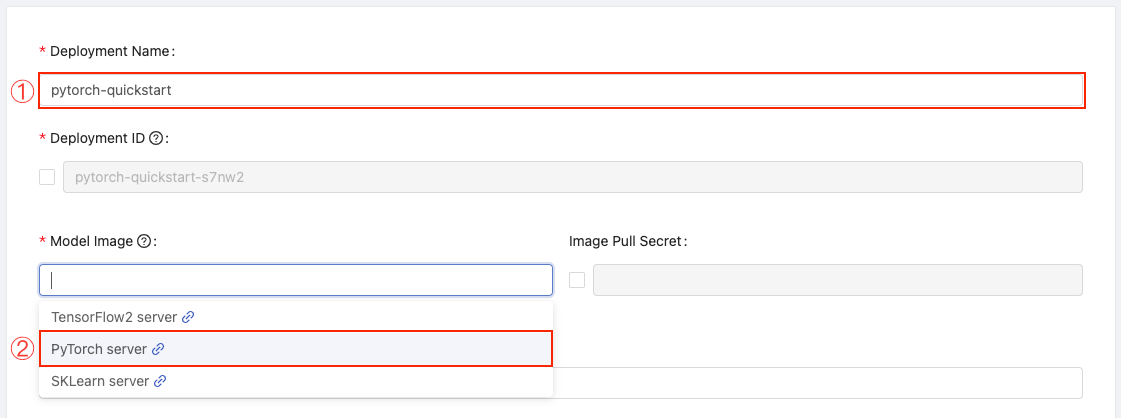 * Deployment Name:
① pytorch-quickstart
* Deployment ID ?:
pytorch-quickstart-s7nw2
* Model Image ?: Image Pull Secret:
TensorFlow2 server
② PyTorch server
SKLearn server